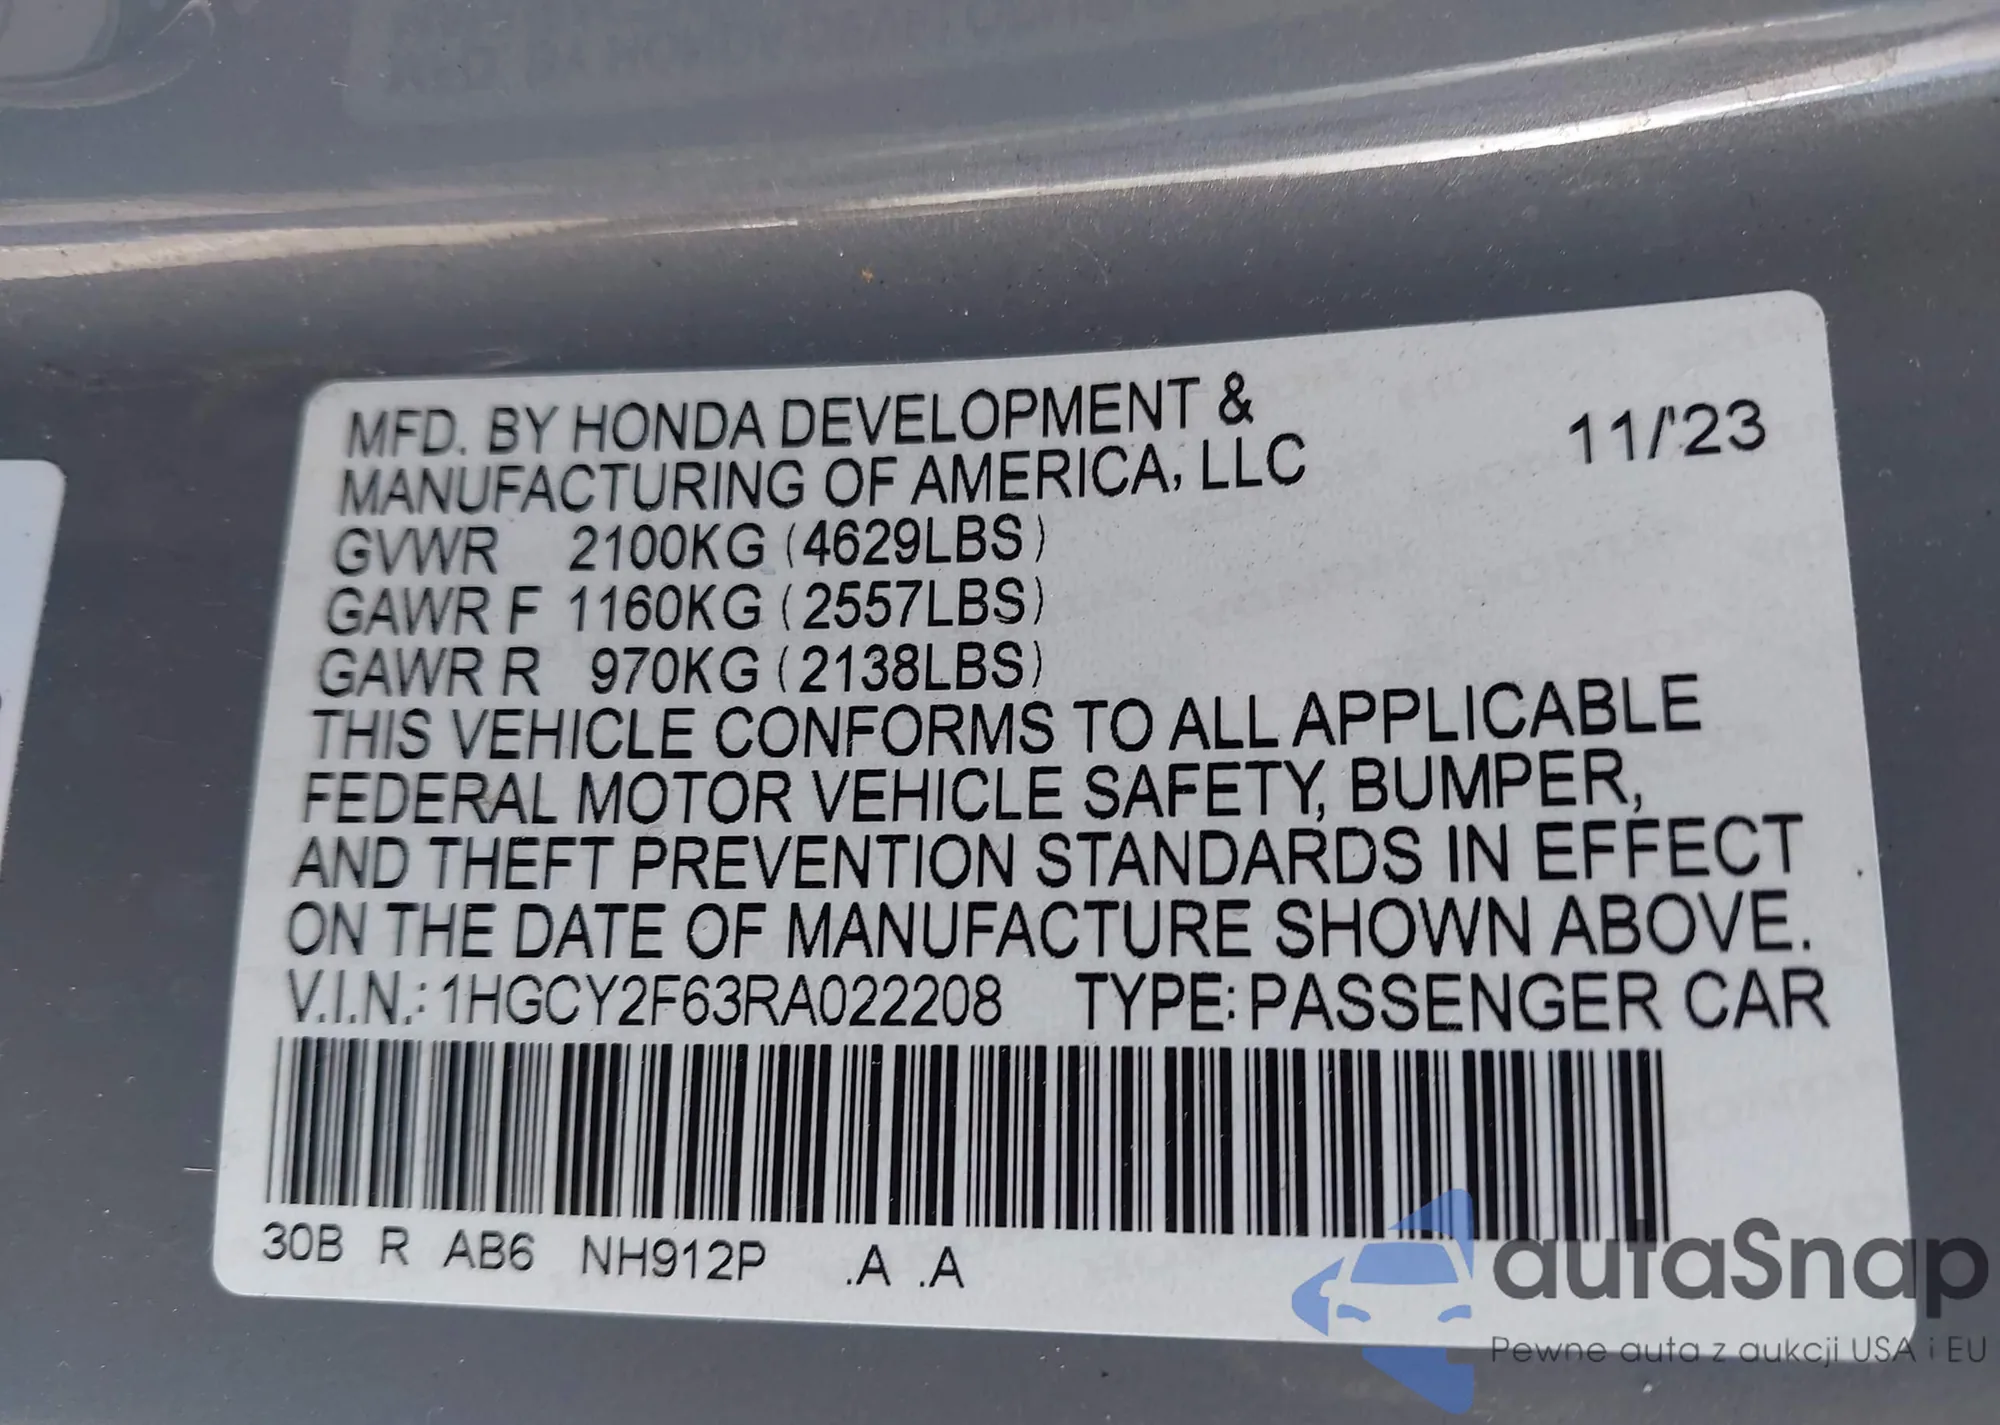 MFD. BY HONDA DEVELOPMENT &
MANUFACTURING OF AMERICA, LLC
11/'23
GVWR 2100KG (4629LBS)
GAWR F 1160KG (2557LBS)
GAWR R 970KG (2138LBS)
THIS VEHICLE CONFORMS TO ALL APPLICABLE
FEDERAL MOTOR VEHICLE SAFETY, BUMPER,
AND THEFT PREVENTION STANDARDS IN EFFECT
ON THE DATE OF MANUFACTURE SHOWN ABOVE.
V.I.N.: 1HGCY2F63RA022208 TYPE: PASSENGER CAR
30B R AB6 NH912P .A .A
autaSnap
Pewne auta z aukcji USA i EU